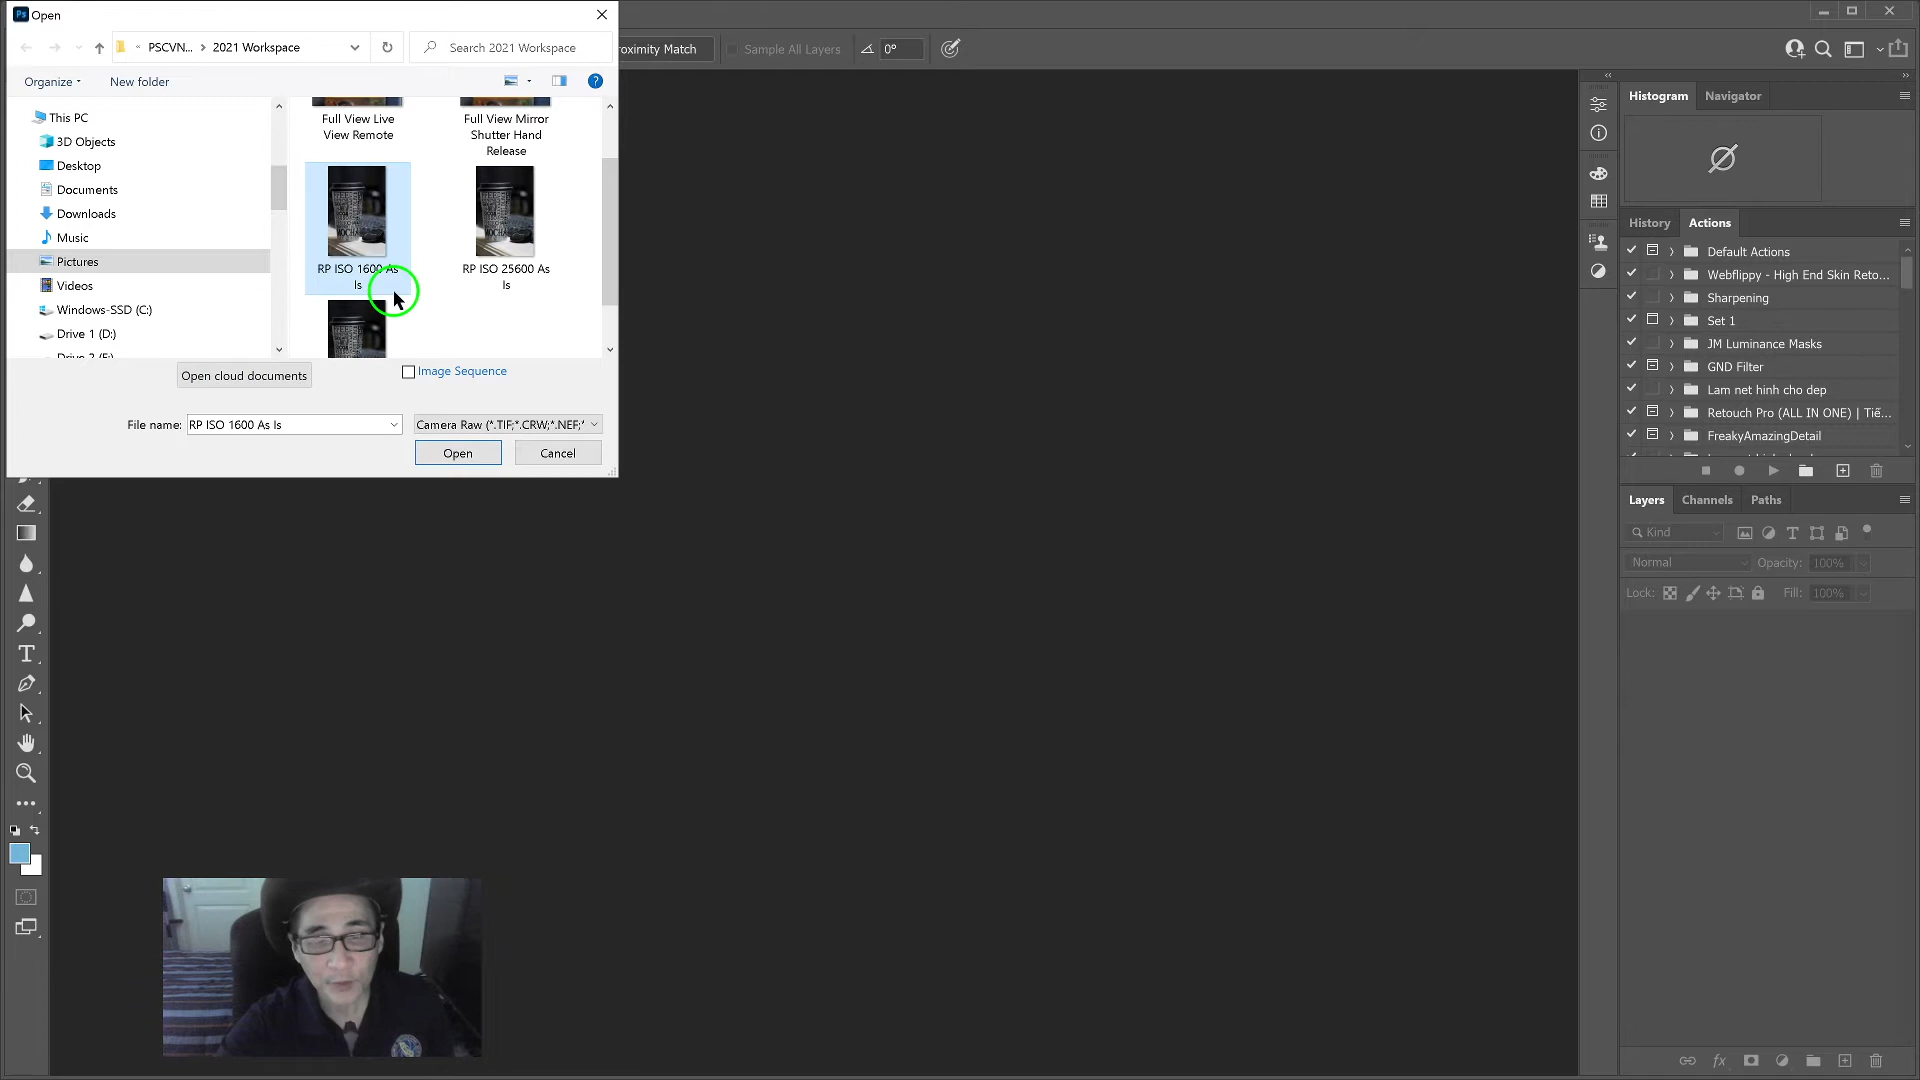 Ps Open
PSCVN... > 2021 Workspace
Search 2021 Workspace
roximity Match
Sample All Layers
0°
Organize
New folder
This PC
3D Objects
Desktop
Documents
Downloads
Music
Pictures
Videos
Windows-SSD (C:)
Drive 1 (D:)
Full View Live
View Remote
Full View Mirror
Shutter Hand
Release
MOCHA
RP ISO 1600 As
Is
RP ISO 25600 As
Is
Open cloud documents
Image Sequence
File name: RP ISO 1600 As Is
Camera Raw (*.TIF;*.CRW;*.NEF;*
Open
Cancel
Histogram
Navigator
History
Actions
Default Actions
Webflippy - High End Skin Reto...
Sharpening
Set 1
JM Luminance Masks
GND Filter
Lam net hinh cho dep
Retouch Pro (ALL IN ONE) | Tiế...
FreakyAmazingDetail
Layers
Channels
Paths
Kind
Normal
Opacity: 100%
Lock:
Fill: 100%